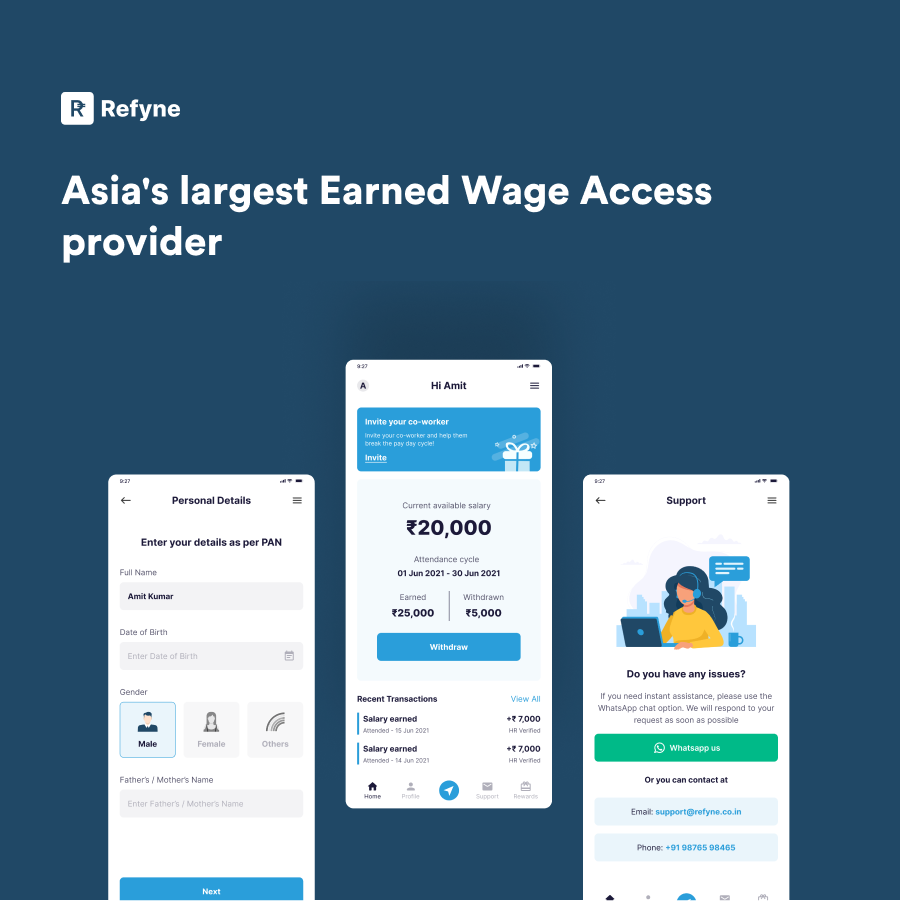 Refyne
Asia's largest Earned Wage Access
provider
9:27
Personal Details
Enter your details as per PAN
Full Name
Amit Kumar
Date of Birth
Enter Date of Birth
Gender
Male
Female
Others
Father's / Mother's Name
Enter Father's / Mother's Name
Next
9:27
A
Hi Amit
Invite your co-worker
Invite your co-worker and help them
break the pay day cycle!
Invite
Current available salary
₹20,000
Attendance cycle
01 Jun 2021 - 30 Jun 2021
Earned Withdrawn
₹25,000 ₹5,000
Withdraw
Recent Transactions View All
Salary earned +₹ 7,000
Attended - 15 Jun 2021 HR Verified
Salary earned +₹ 7,000
Attended - 14 Jun 2021 HR Verified
Home Profile Support Rewards
9:27
Support
Do you have any issues?
If you need instant assistance, please use the
WhatsApp chat option. We will respond to your
request as soon as possible
Whatsapp us
Or you can contact at
Email: support@refyne.co.in
Phone: +91 98765 98465